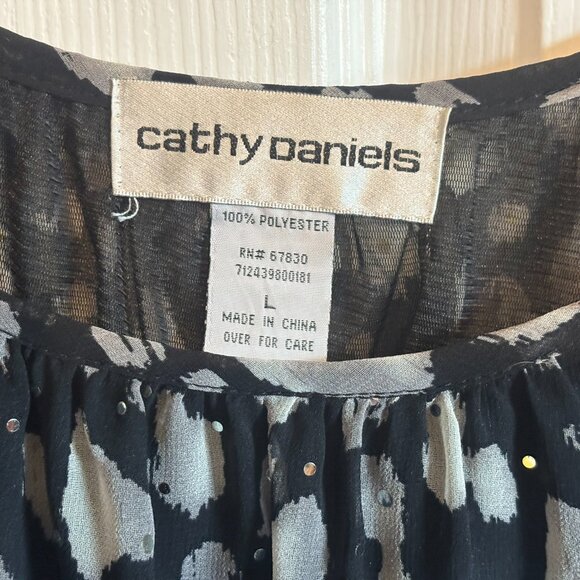 cathy Daniels
100% POLYESTER
RN# 67830
712439800181
L
MADE IN CHINA
OVER FOR CARE